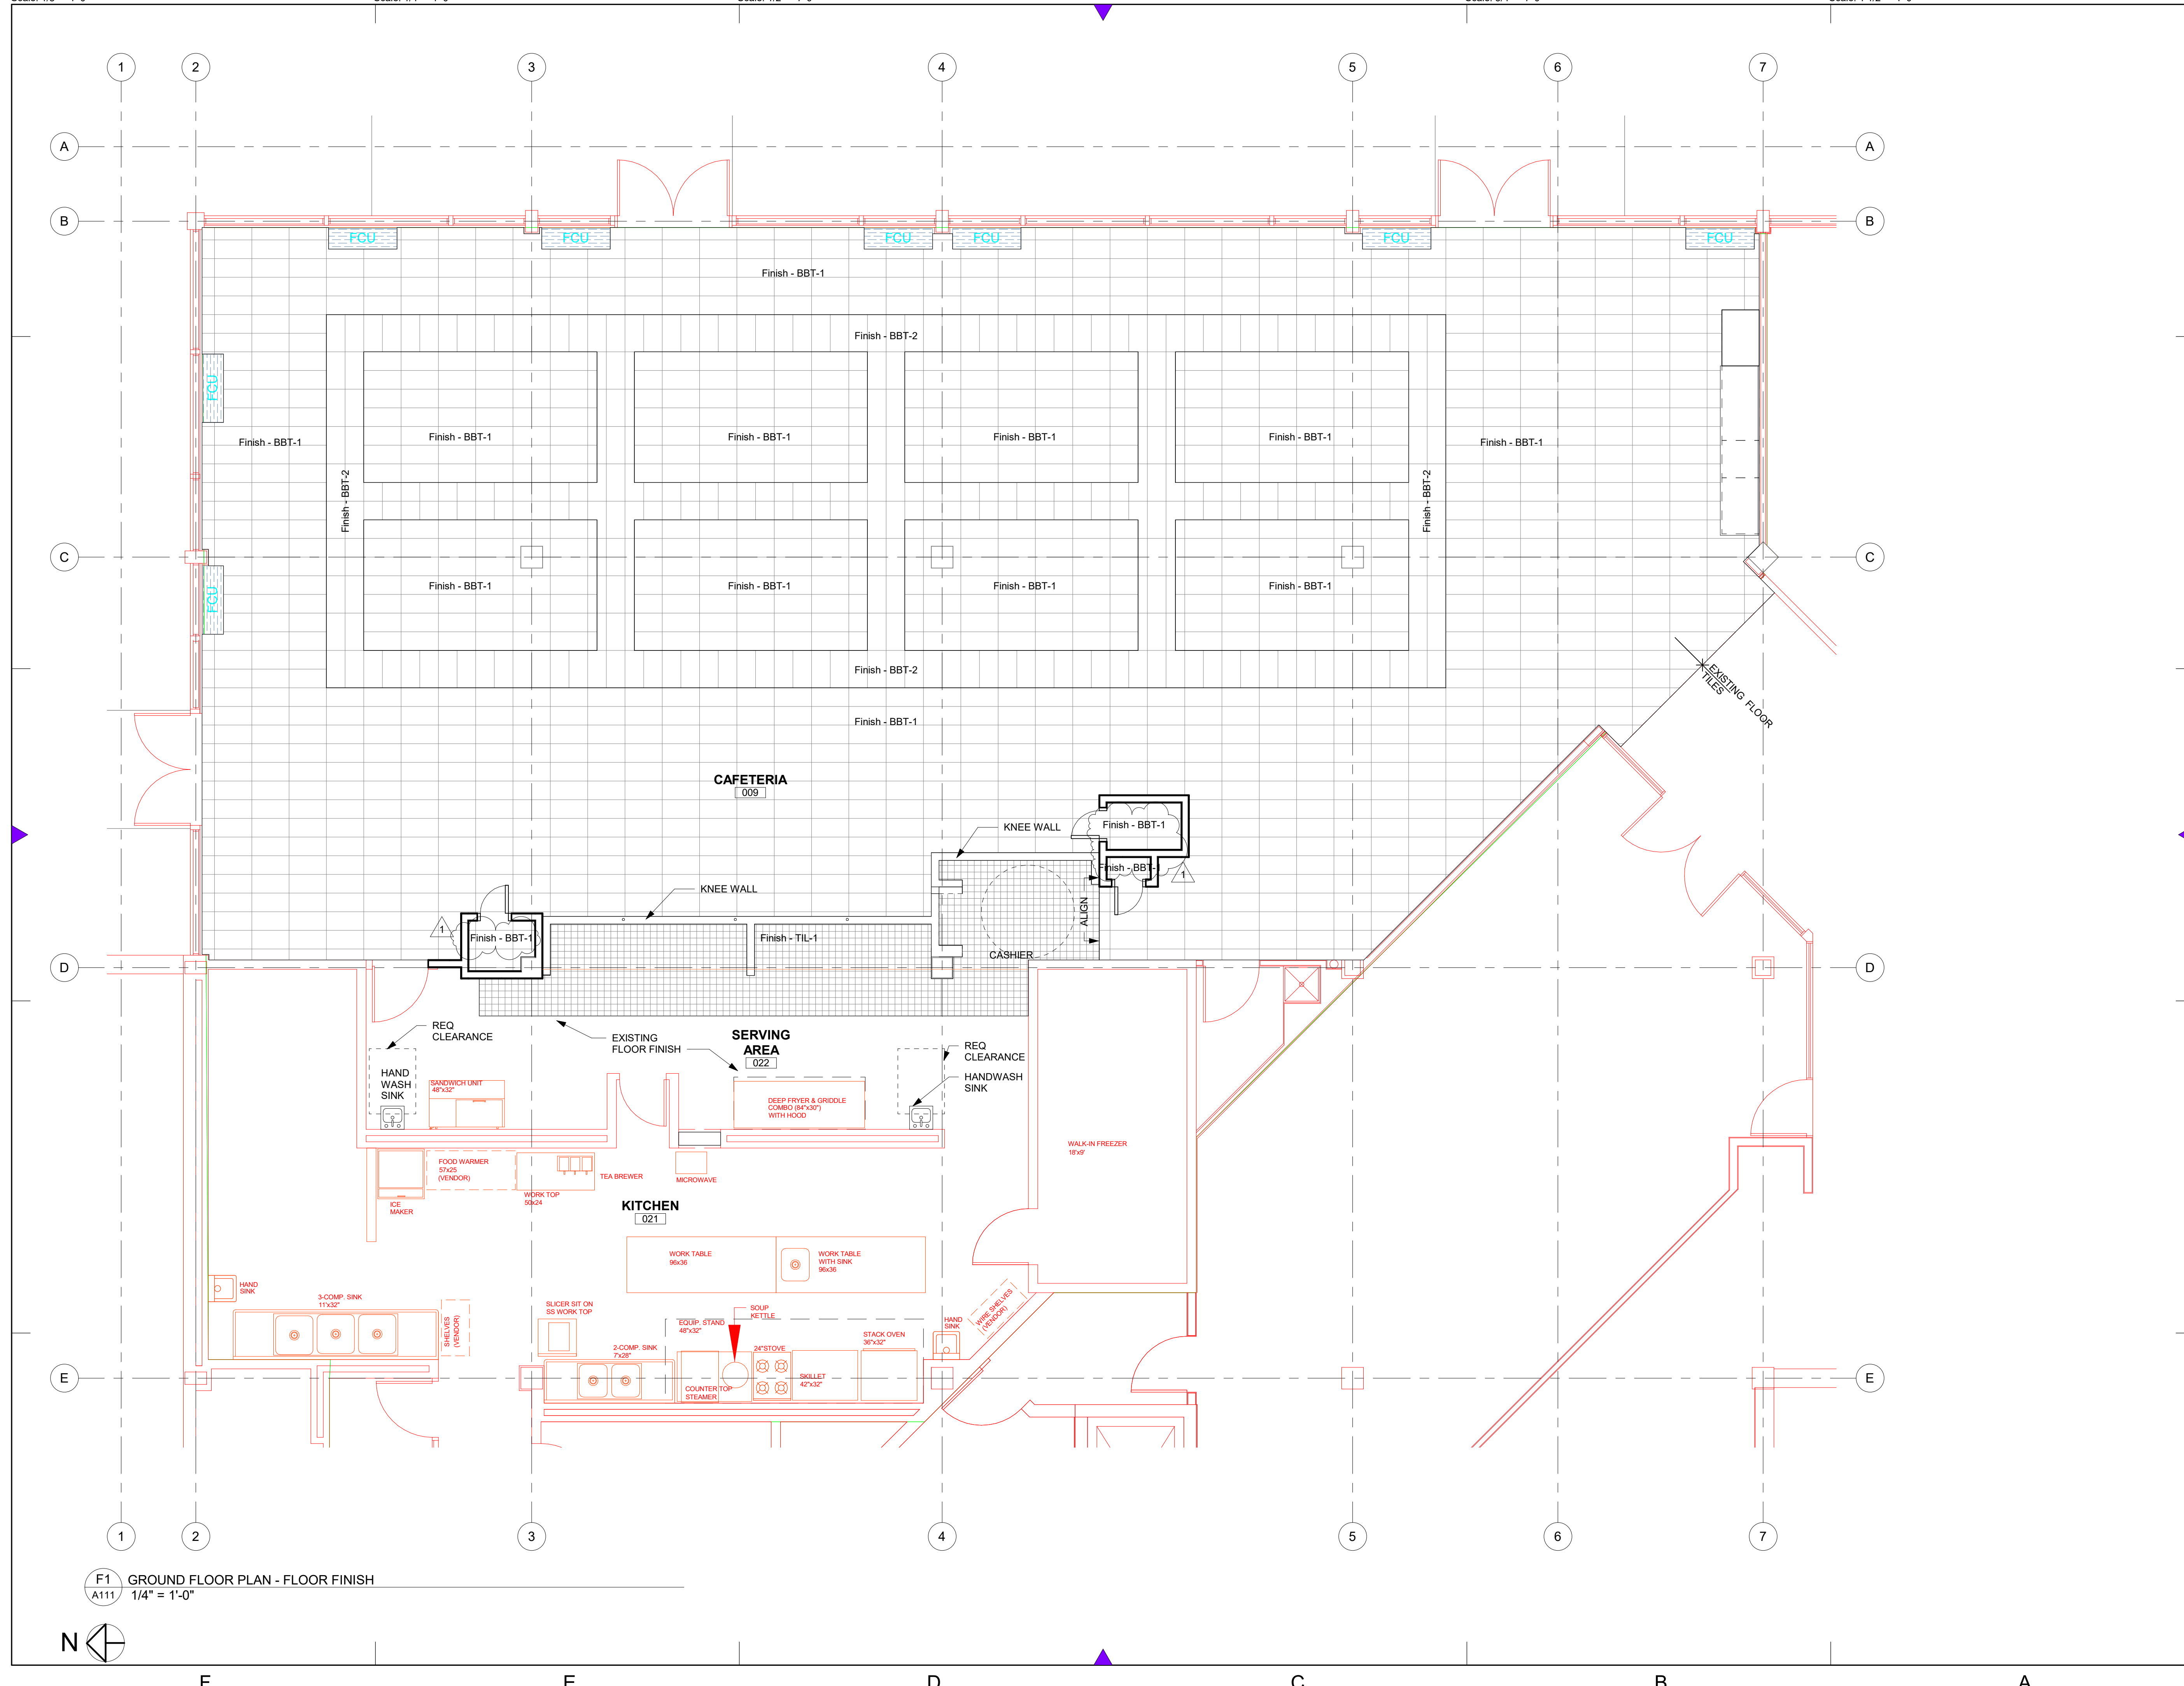 1 2 3 4 5 6 7
A A
B B
FCU FCU FCU FCU FCU FCU
Finish - BBT-1
Finish - BBT-2
FCU
Finish - BBT-1
Finish - BBT-1
Finish - BBT-1
Finish - BBT-1
Finish - BBT-1
Finish - BBT-1
Finish - BBT-2
Finish - BBT-2
C C
FCU
Finish - BBT-1
Finish - BBT-1
Finish - BBT-1
Finish - BBT-1
Finish - BBT-2
EXISTING FLOOR
TILES
Finish - BBT-1
CAFETERIA
009
KNEE WALL
Finish - BBT-1
Finish - BBT-1
1
KNEE WALL
ALIGN
1
Finish - BBT-1
Finish - TIL-1
CASHIER
D D
REQ
CLEARANCE
EXISTING
FLOOR FINISH
SERVING
AREA
022
REQ
CLEARANCE
HAND
WASH
SINK
HANDWASH
SINK
SANDWICH UNIT
48"x32"
DEEP FRYER & GRIDDLE
COMBO (84"x30")
WITH HOOD
WALK-IN FREEZER
18'x9'
FOOD WARMER
57x25
(VENDOR)
TEA BREWER
MICROWAVE
WORK TOP
50x24
ICE
MAKER
KITCHEN
021
WORK TABLE
96x36
WORK TABLE
WITH SINK
96x36
HAND
SINK
3-COMP. SINK
11'x32"
SHELVES
(VENDOR)
SLICER SIT ON
SS WORK TOP
SOUP
KETTLE
EQUIP. STAND
48"x32"
WIRE SHELVES
(VENDOR)
HAND
SINK
STACK OVEN
36"x32"
2-COMP. SINK
7'x28"
24"STOVE
SKILLET
42"x32"
COUNTER TOP
STEAMER
E E
1 2 3 4 5 6 7
F1 GROUND FLOOR PLAN - FLOOR FINISH
A111 1/4" = 1'-0"
N
D C B A